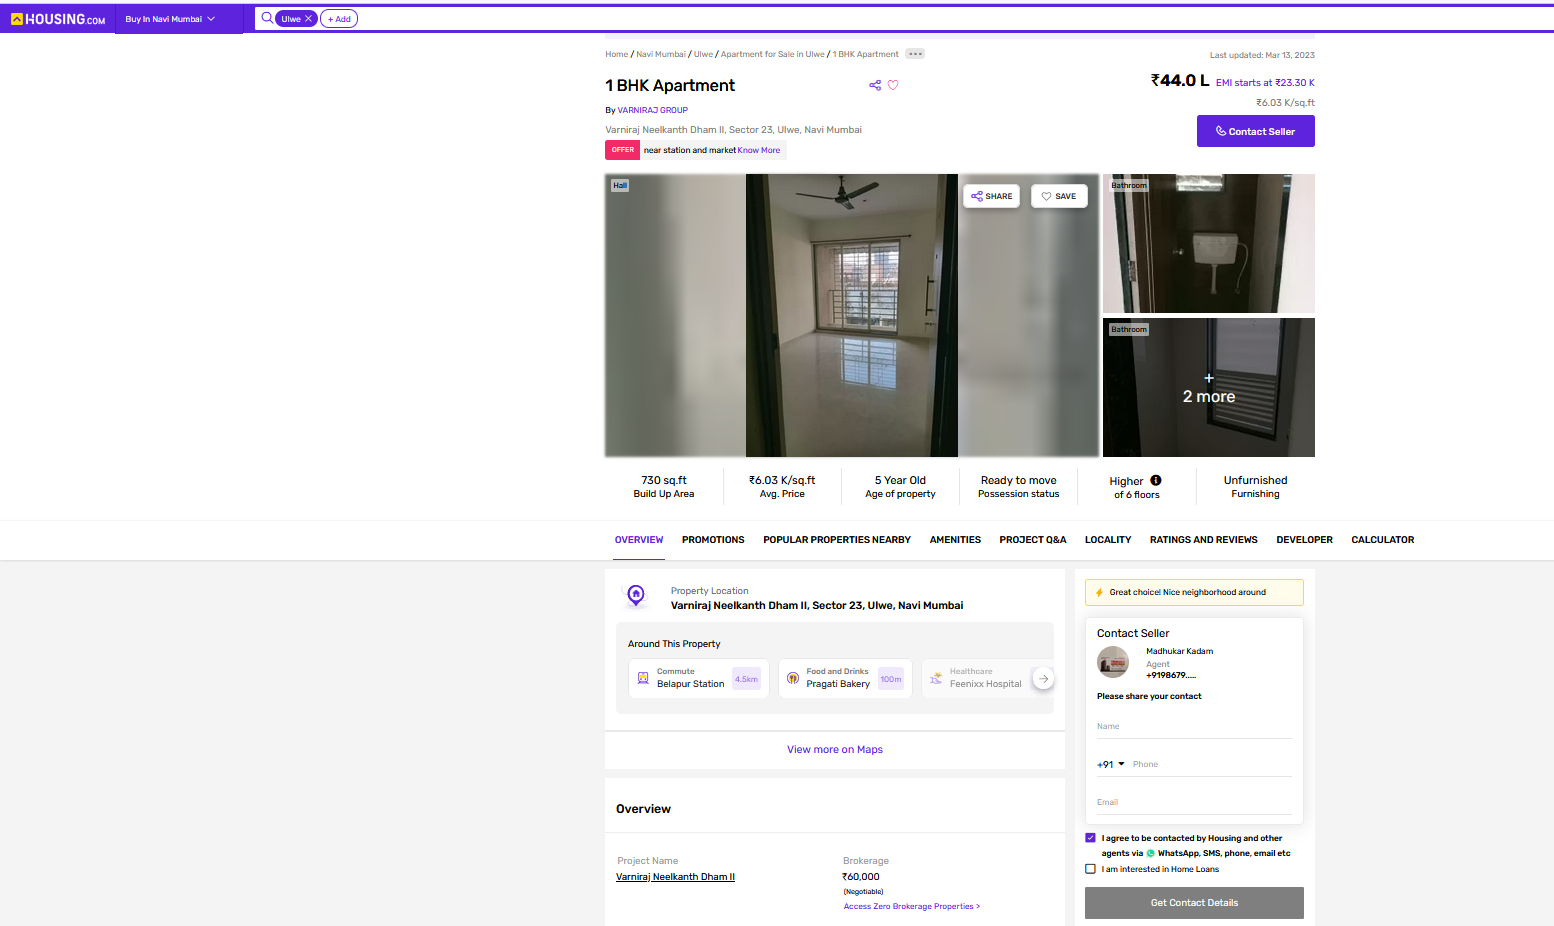 HOUSING.COM
Buy In Navi Mumbai
Ulwe
+ Add
Home / Navi Mumbai / Ulwe / Apartment for Sale in Ulwe / 1 BHK Apartment
Last updated: Mar 13, 2023
1 BHK Apartment
₹44.0 L EMI starts at ₹23.30 K
₹6.03 K/sq.ft
By VARNIRAJ GROUP
Varniraj Neelkanth Dham II, Sector 23, Ulwe, Navi Mumbai
Contact Seller
OFFER near station and market Know More
Hall
SHARE
SAVE
Bathroom
Bathroom
+
2 more
730 sq.ft
Build Up Area
₹6.03 K/sq.ft
Avg. Price
5 Year Old
Age of property
Ready to move
Possession status
Higher
of 6 floors
Unfurnished
Furnishing
OVERVIEW PROMOTIONS POPULAR PROPERTIES NEARBY AMENITIES PROJECT Q&A LOCALITY RATINGS AND REVIEWS DEVELOPER CALCULATOR
Property Location
Varniraj Neelkanth Dham II, Sector 23, Ulwe, Navi Mumbai
Around This Property
Commute
Belapur Station
4.5km
Food and Drinks
Pragati Bakery
100m
Healthcare
Feenixx Hospital
View more on Maps
Overview
Project Name
Varniraj Neelkanth Dham II
Brokerage
₹60,000
(Negotiable)
Access Zero Brokerage Properties >
Great choice! Nice neighborhood around
Contact Seller
Madhukar Kadam
Agent
+9198679.....
Please share your contact
Name
+91 Phone
Email
I agree to be contacted by Housing and other
agents via WhatsApp, SMS, phone, email etc
I am interested in Home Loans
Get Contact Details